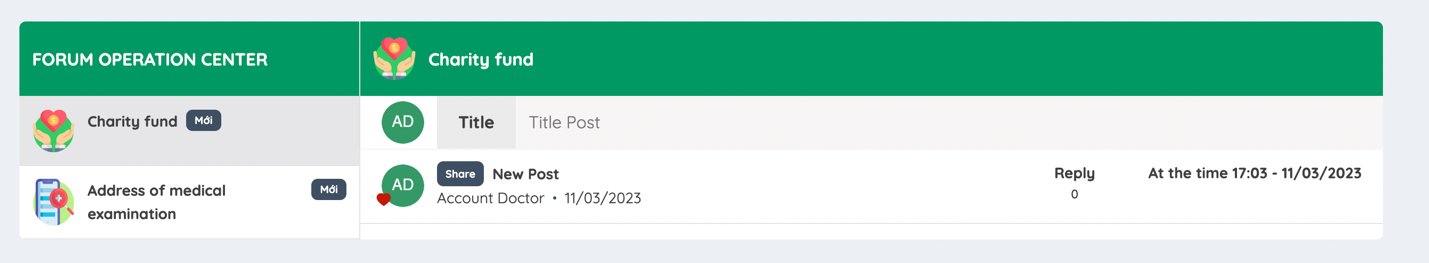 FORUM OPERATION CENTER
Charity fund Mới
Address of medical Mới
examination
Charity fund
AD Title Title Post
AD Share New Post Reply At the time 17:03 - 11/03/2023
Account Doctor • 11/03/2023 0